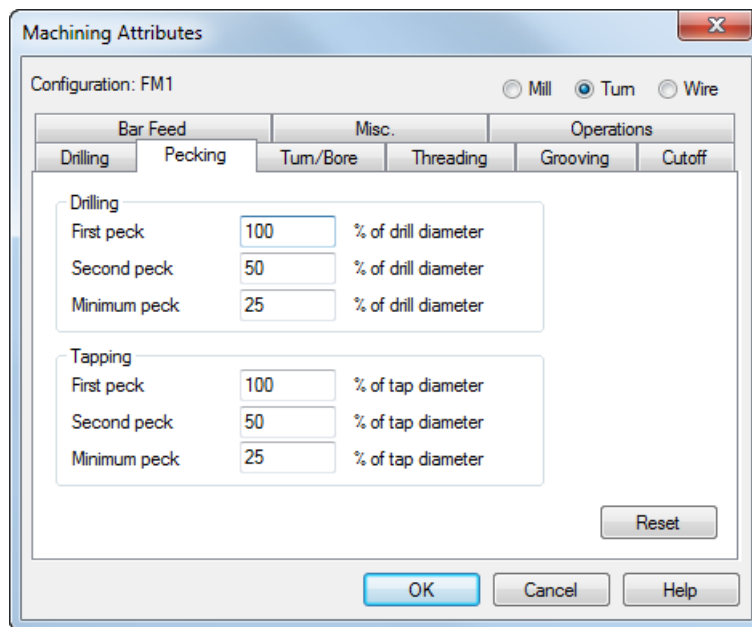 Machining Attributes
Configuration: FM1
Mill Turn Wire
Bar Feed Misc. Operations
Drilling Pecking Turn/Bore Threading Grooving Cutoff
Drilling
First peck 100 % of drill diameter
Second peck 50 % of drill diameter
Minimum peck 25 % of drill diameter
Tapping
First peck 100 % of tap diameter
Second peck 50 % of tap diameter
Minimum peck 25 % of tap diameter
Reset
OK Cancel Help